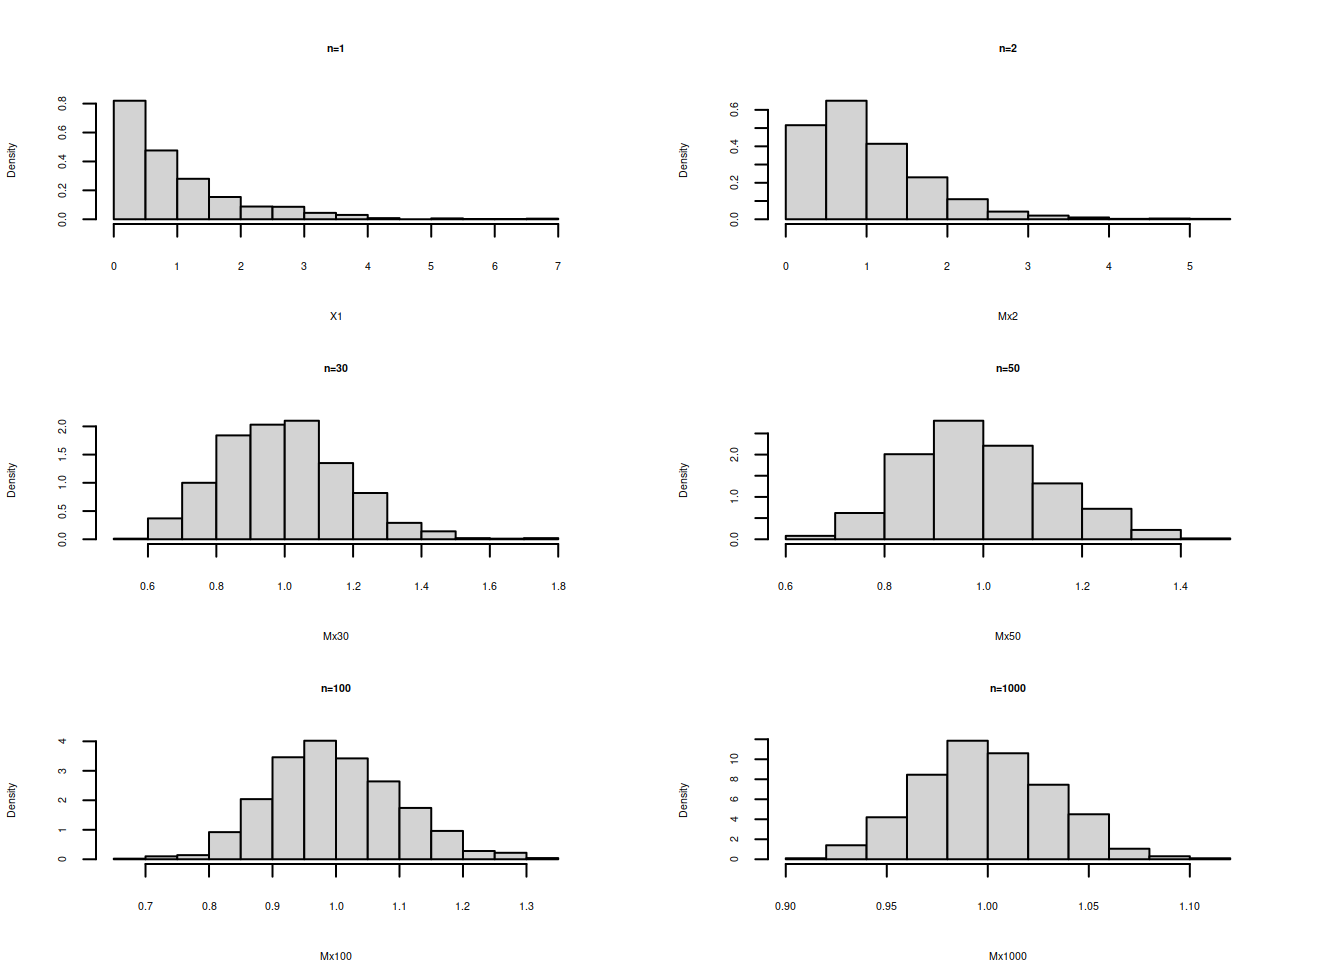 n=1
Density
0.0 0.2 0.4 0.6 0.8
0 1 2 3 4 5 6 7
X1
n=2
Density
0.0 0.2 0.4 0.6
0 1 2 3 4 5
Mx2
n=30
Density
0.0 0.5 1.0 1.5 2.0
0.6 0.8 1.0 1.2 1.4 1.6 1.8
Mx30
n=50
Density
0.0 1.0 2.0
0.6 0.8 1.0 1.2 1.4
Mx50
n=100
Density
0 1 2 3 4
0.7 0.8 0.9 1.0 1.1 1.2 1.3
Mx100
n=1000
Density
0 2 4 6 8 10
0.90 0.95 1.00 1.05 1.10
Mx1000